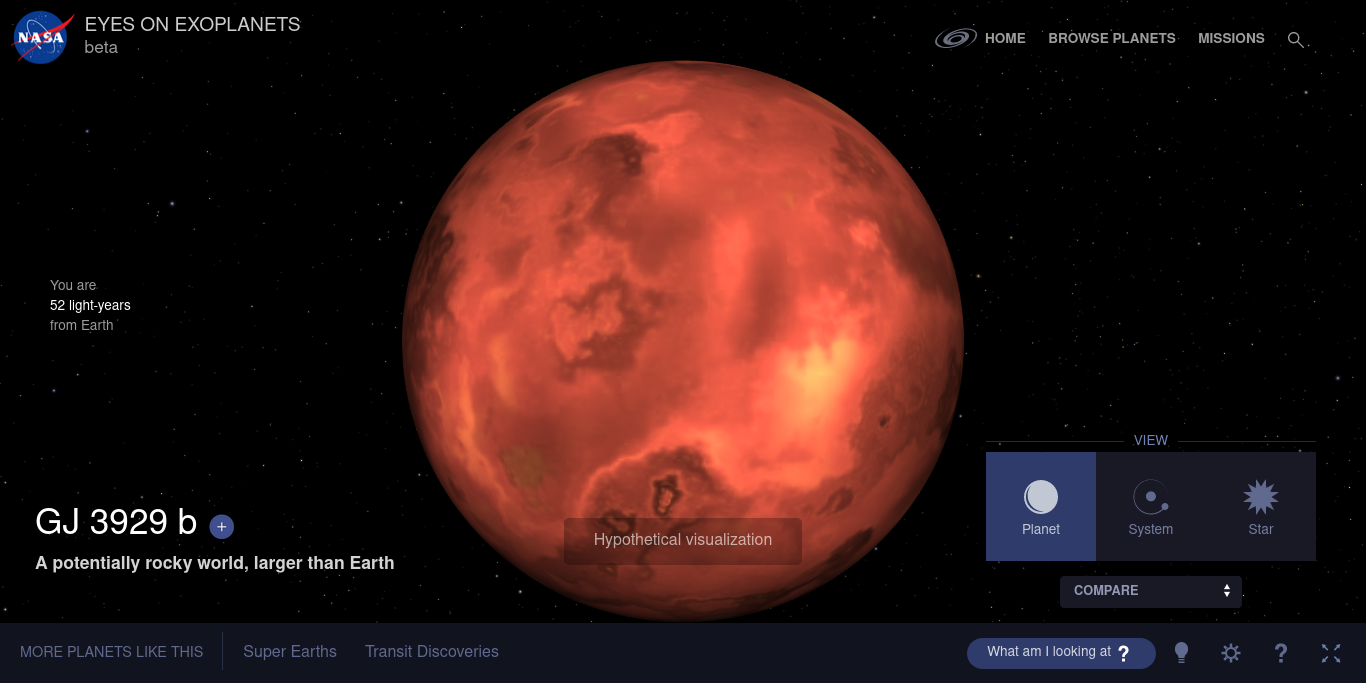 NASA
EYES ON EXOPLANETS
beta
HOME
BROWSE PLANETS
MISSIONS
You are
52 light-years
from Earth
VIEW
Planet
System
Star
GJ 3929 b +
A potentially rocky world, larger than Earth
Hypothetical visualization
COMPARE
MORE PLANETS LIKE THIS
Super Earths
Transit Discoveries
What am I looking at ?
?